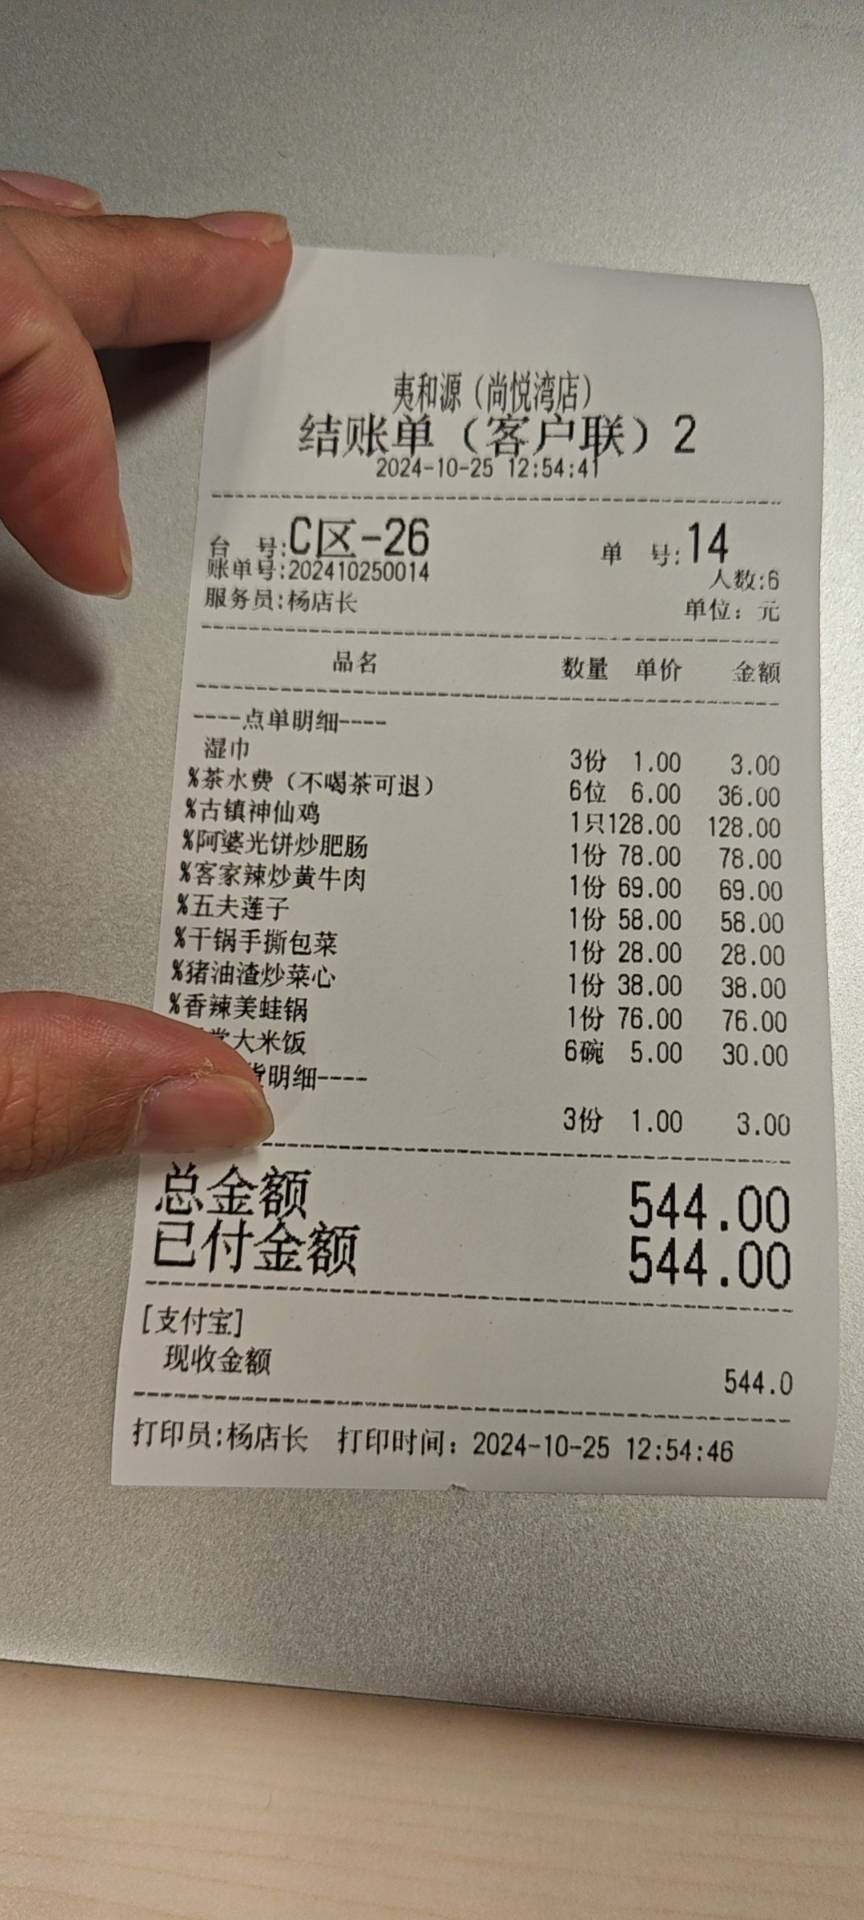 夷和源（尚悦湾店）
结账单（客户联）2
2024-10-25 12:54:41
台 号:C区-26 单 号:14
账单号:202410250014 人数:6
服务员:杨店长 单位：元
品名 数量 单价 金额
----点单明细----
湿巾 3份 1.00 3.00
%茶水费（不喝茶可退） 6位 6.00 36.00
%古镇神仙鸡 1只128.00 128.00
%阿婆光饼炒肥肠 1份 78.00 78.00
%客家辣炒黄牛肉 1份 69.00 69.00
%五夫莲子 1份 58.00 58.00
%干锅手撕包菜 1份 28.00 28.00
%猪油渣炒菜心 1份 38.00 38.00
%香辣美蛙锅 1份 76.00 76.00
大米饭 6碗 5.00 30.00
明细----
3份 1.00 3.00
总金额 544.00
已付金额 544.00
[支付宝]
现收金额 544.0
打印员:杨店长 打印时间：2024-10-25 12:54:46